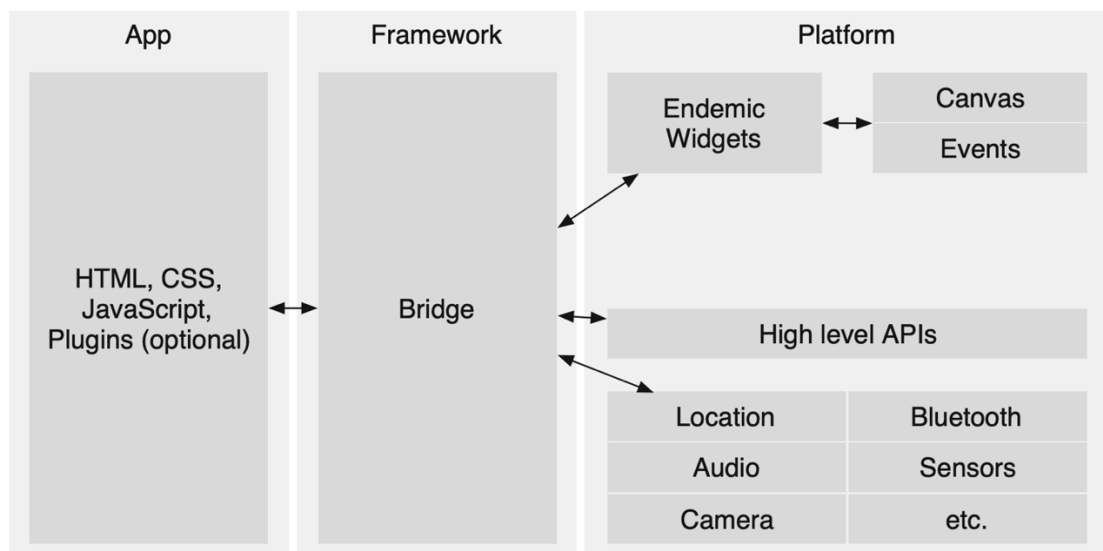 App
Framework
Platform
HTML, CSS,
JavaScript,
Plugins (optional)
Bridge
Endemic
Widgets
Canvas
Events
High level APIs
Location
Bluetooth
Audio
Sensors
Camera
etc.